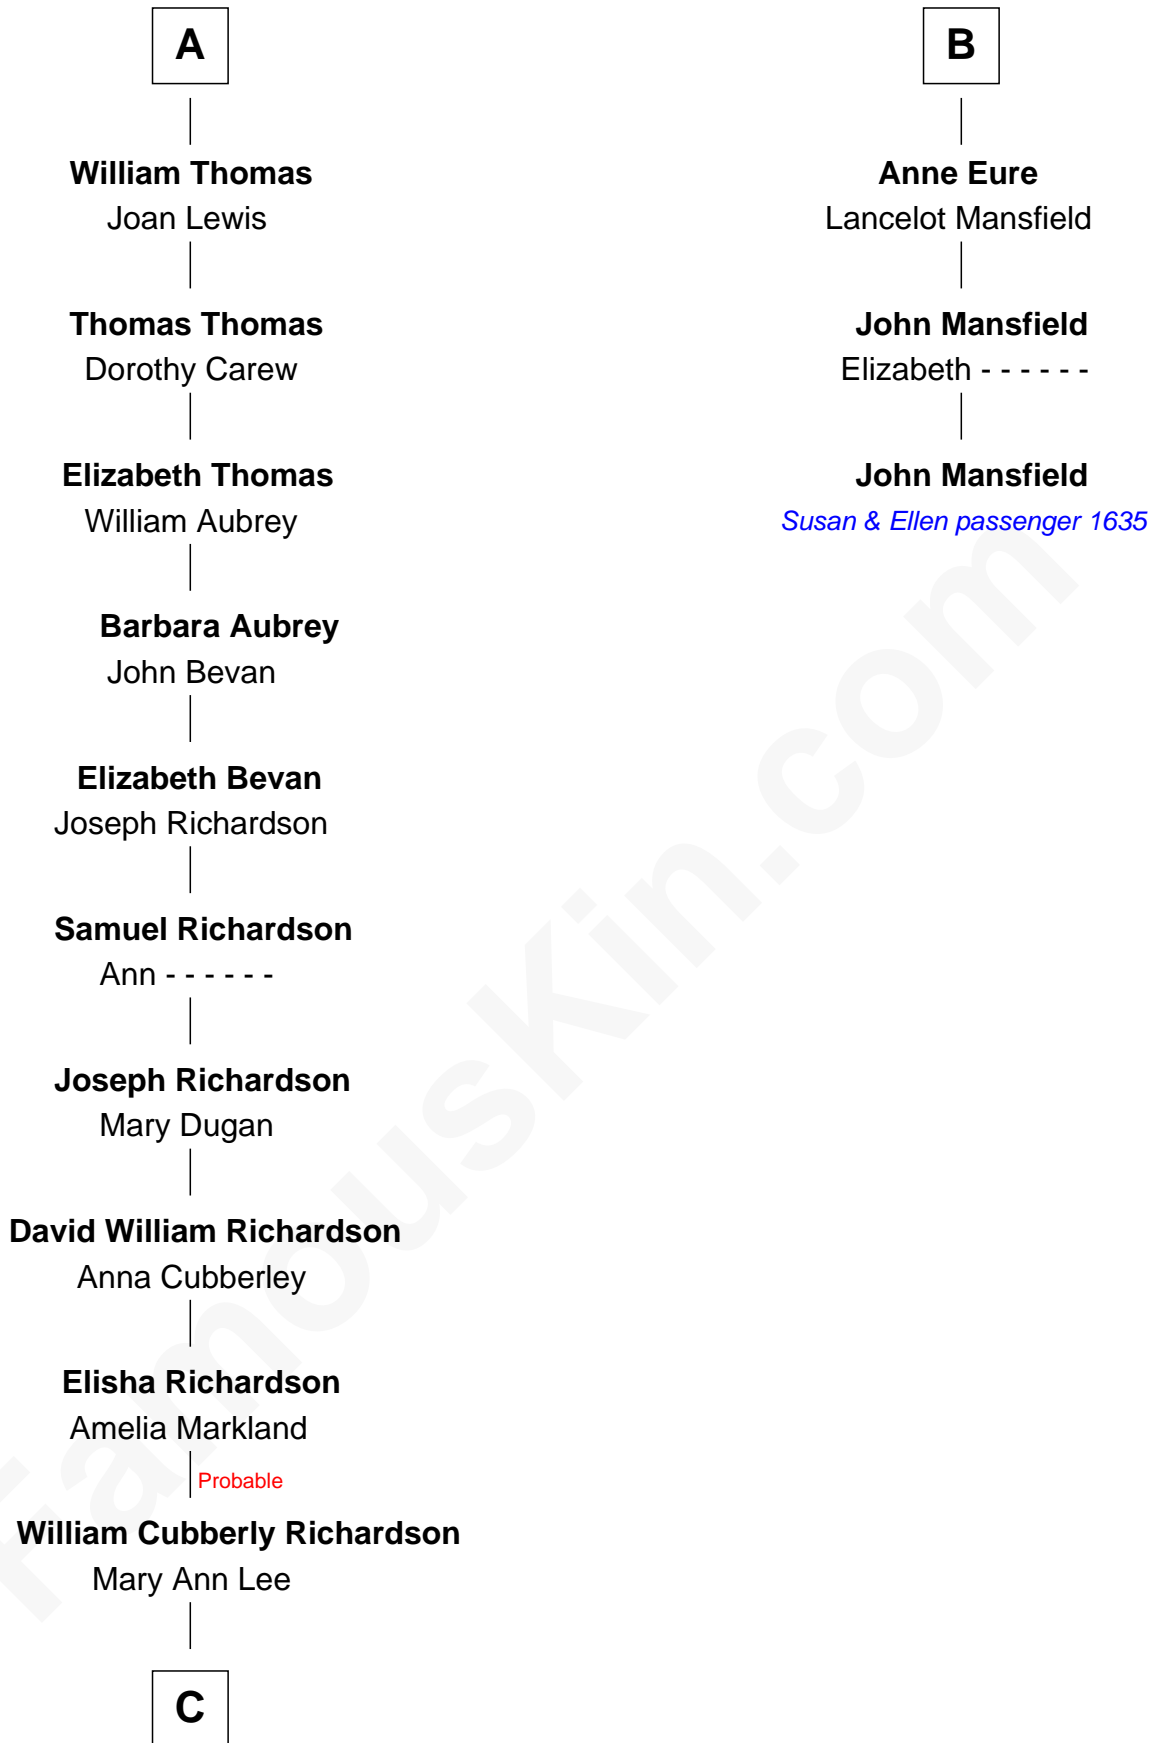 A
William Thomas
Joan Lewis
Thomas Thomas
Dorothy Carew
Elizabeth Thomas
William Aubrey
Barbara Aubrey
John Bevan
Elizabeth Bevan
Joseph Richardson
Samuel Richardson
Ann - - - - - -
Joseph Richardson
Mary Dugan
David William Richardson
Anna Cubberley
Elisha Richardson
Amelia Markland
Probable
William Cubberly Richardson
Mary Ann Lee
C
B
Anne Eure
Lancelot Mansfield
John Mansfield
Elizabeth - - - - - -
John Mansfield
Susan & Ellen passenger 1635
FamousKin.com